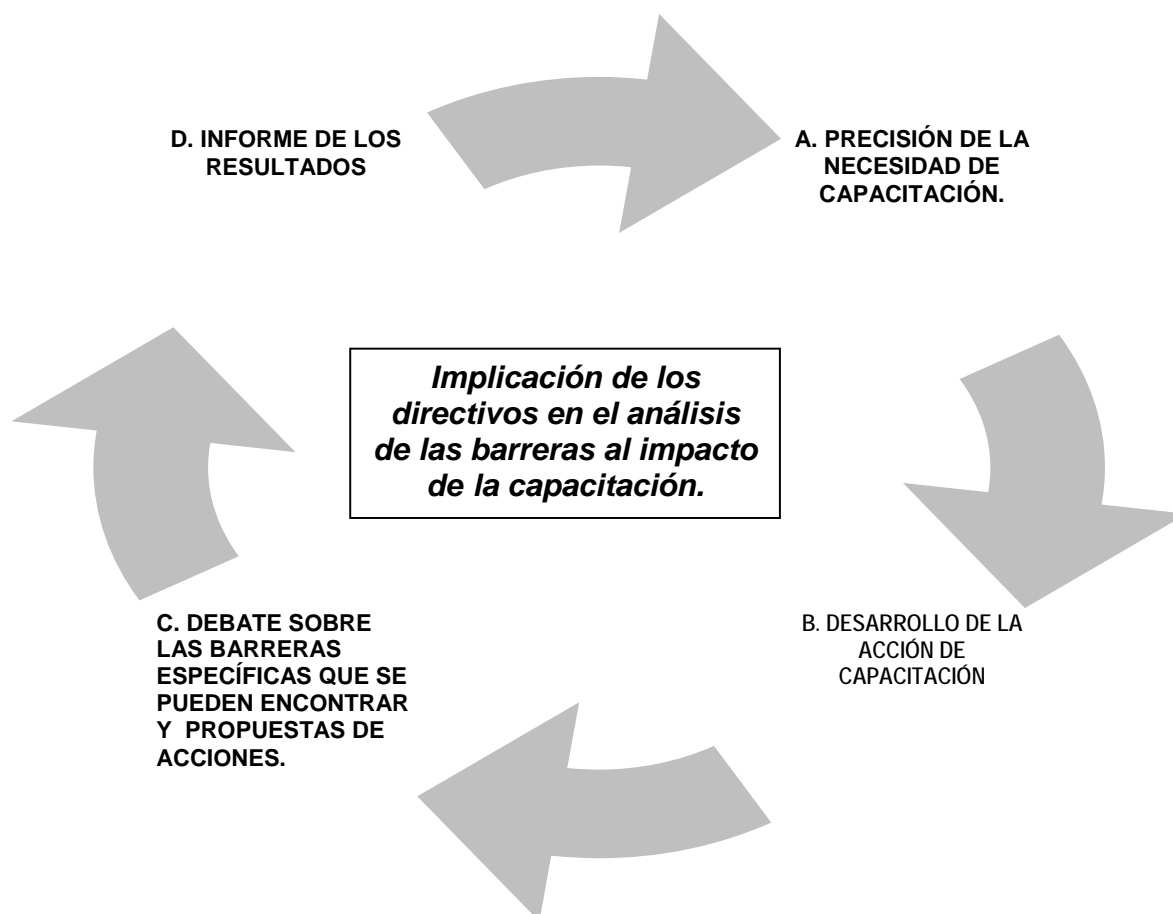 D. INFORME DE LOS
RESULTADOS
A. PRECISIÓN DE LA
NECESIDAD DE
CAPACITACIÓN.
Implicación de los
directivos en el análisis
de las barreras al impacto
de la capacitación.
C. DEBATE SOBRE
LAS BARRERAS
ESPECÍFICAS QUE SE
PUEDEN ENCONTRAR
Y PROPUESTAS DE
ACCIONES.
B. DESARROLLO DE LA
ACCIÓN DE
CAPACITACIÓN